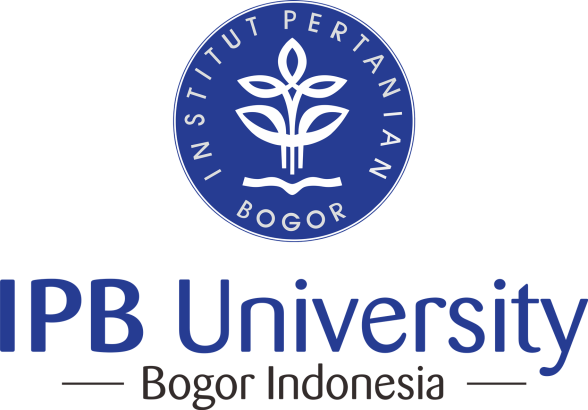 INSTITUT PERTANIAN
BOGOR
IPB University
Bogor Indonesia